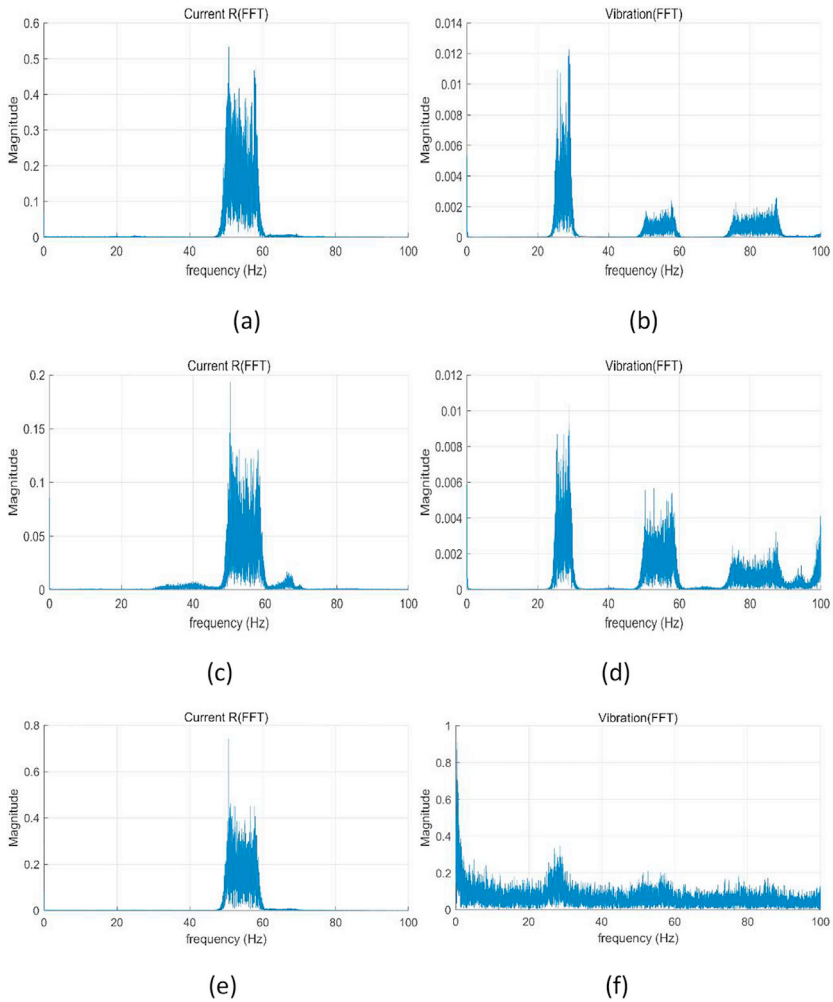 Current R(FFT)
0.6
0.5
0.4
0.3
0.2
0.1
0
Magnitude
0 20 40 60 80 100
frequency (Hz)
(a)
Vibration(FFT)
0.014
0.012
0.01
0.008
0.006
0.004
0.002
0
Magnitude
0 20 40 60 80 100
frequency (Hz)
(b)
Current R(FFT)
0.2
0.15
0.1
0.05
0
Magnitude
0 20 40 60 80 100
frequency (Hz)
(c)
Vibration(FFT)
0.012
0.01
0.008
0.006
0.004
0.002
0
Magnitude
0 20 40 60 80 100
frequency (Hz)
(d)
Current R(FFT)
0.8
0.6
0.4
0.2
0
Magnitude
0 20 40 60 80 100
frequency (Hz)
(e)
Vibration(FFT)
1
0.8
0.6
0.4
0.2
0
Magnitude
0 20 40 60 80 100
frequency (Hz)
(f)